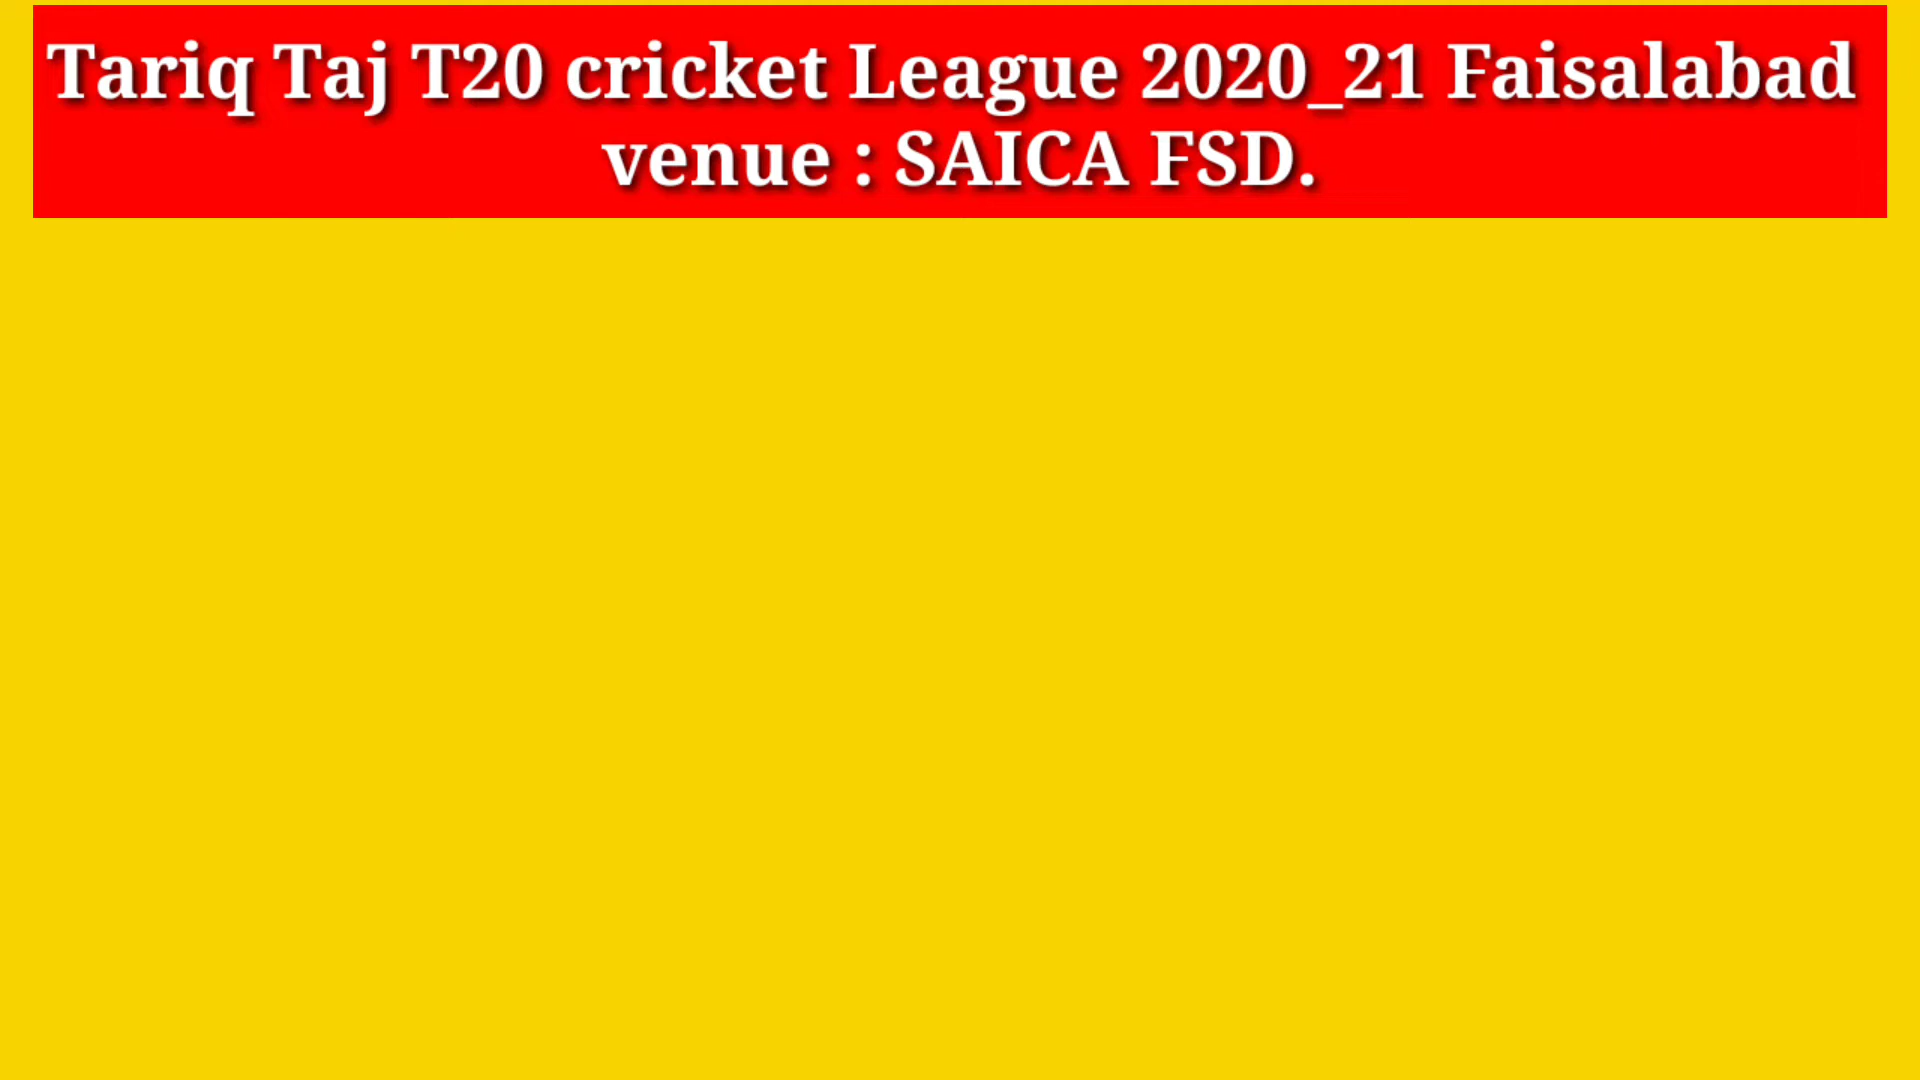 Tariq Taj T20 cricket League 2020_21 Faisalabad
venue : SAICA FSD.